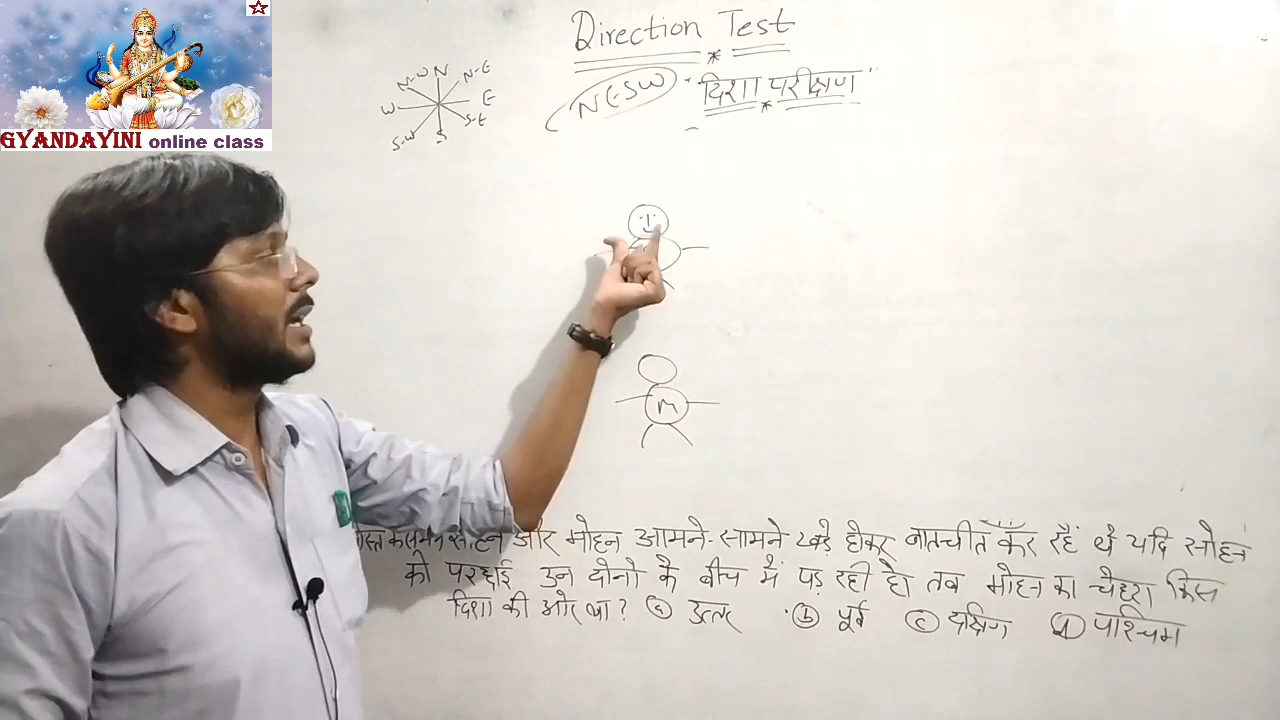 GYANDAYINI online class
Direction Test
NESW
दिशा परीक्षण
N
N-W
N-E
W
E
S-W
S-E
S
M
और मोहन आमने-सामने खड़े होकर बातचीत कर रहें थे यदि सोहन
की परछाई उन दोनो के बीच में पड़ रही हो तब मोहन का चेहरा किस
दिशा की ओर था? (a) उत्तर (b) पूर्व (c) दक्षिण (d) पश्चिम